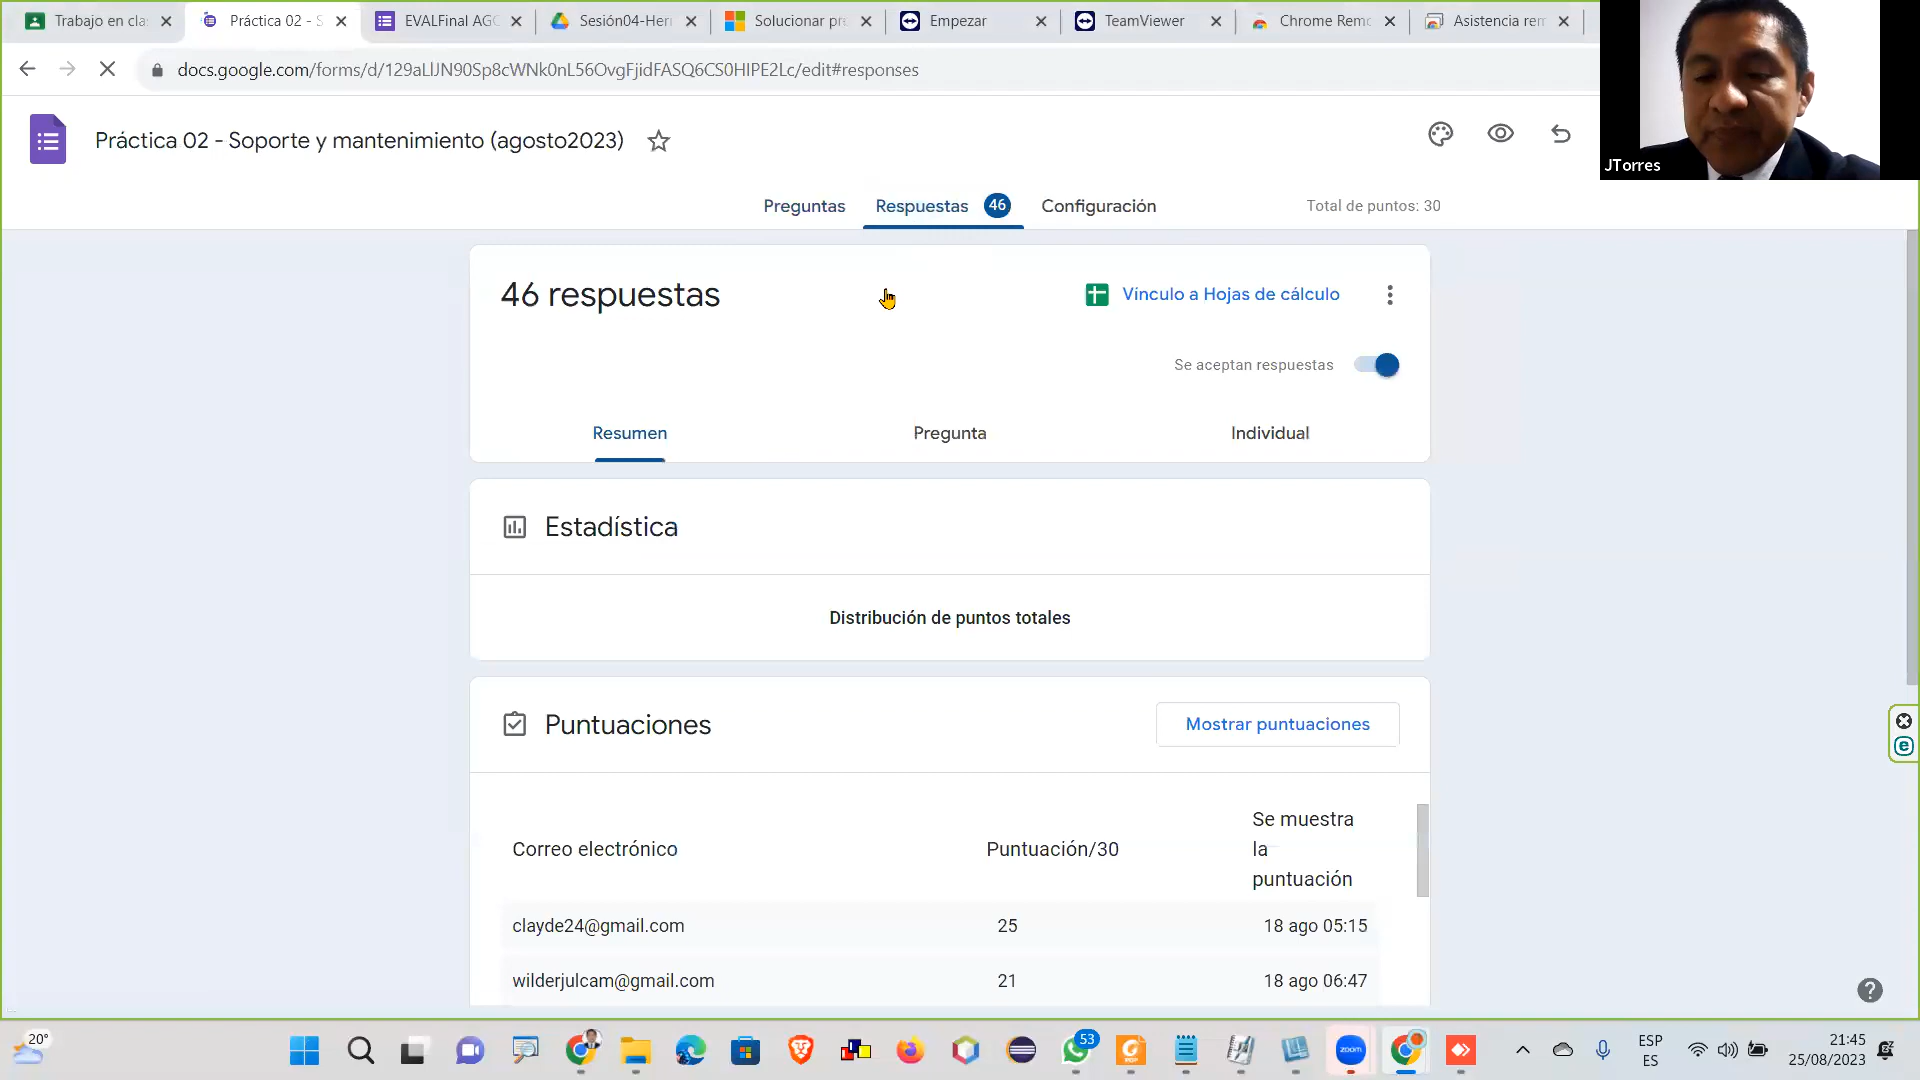 Trabajo en cla
Práctica 02 - S
EVALFinal AGO
Sesión04-Her
Solucionar pr
Empezar
TeamViewer
Chrome Remo
Asistencia rem
docs.google.com/forms/d/129aLlJN90Sp8cWNk0nL56OvgFjidFASQ6CS0HIPE2Lc/edit#responses
Práctica 02 - Soporte y mantenimiento (agosto2023)
JTorres
Preguntas
Respuestas 46
Configuración
Total de puntos: 30
46 respuestas
Vínculo a Hojas de cálculo
Se aceptan respuestas
Resumen
Pregunta
Individual
Estadística
Distribución de puntos totales
Puntuaciones
Mostrar puntuaciones
Correo electrónico
Puntuación/30
Se muestra
la
puntuación
clayde24@gmail.com 25 18 ago 05:15
wilderjulcam@gmail.com 21 18 ago 06:47
20°
53
zoom
ESP
ES
21:45
25/08/2023